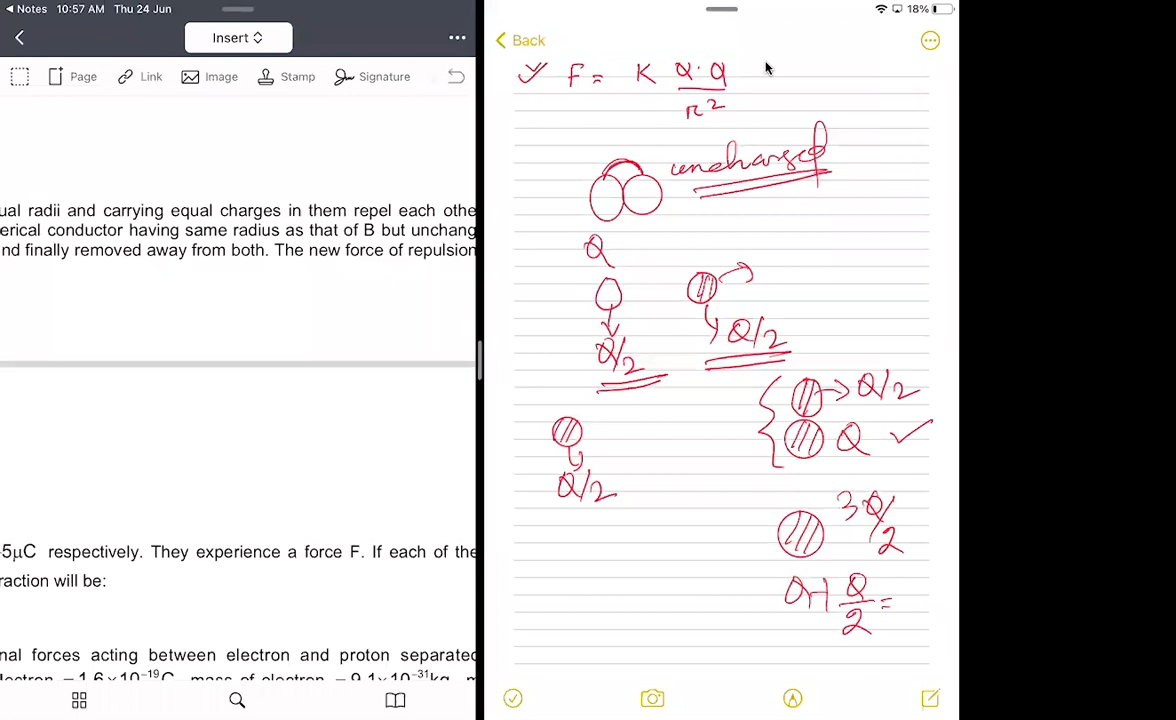 Notes 10:57 AM Thu 24 Jun
Insert
Page Link Image Stamp Signature
ual radii and carrying equal charges in them repel each othe
erical conductor having same radius as that of B but unchang
nd finally removed away from both. The new force of repulsion
-5μC respectively. They experience a force F. If each of the
raction will be:
nal forces acting between electron and proton separated
18%
Back
F = K Q.Q
r²
uncharged
Q
Q/2
Q/2
Q/2
Q
Q/2
3Q/2
Q+Q/2 =